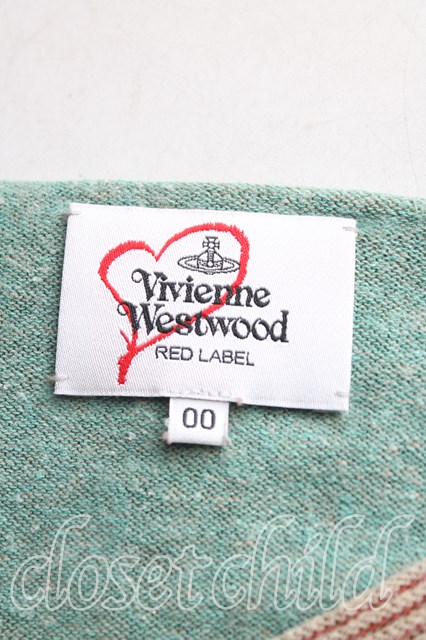 Vivienne
Westwood
RED LABEL
00
closetchild